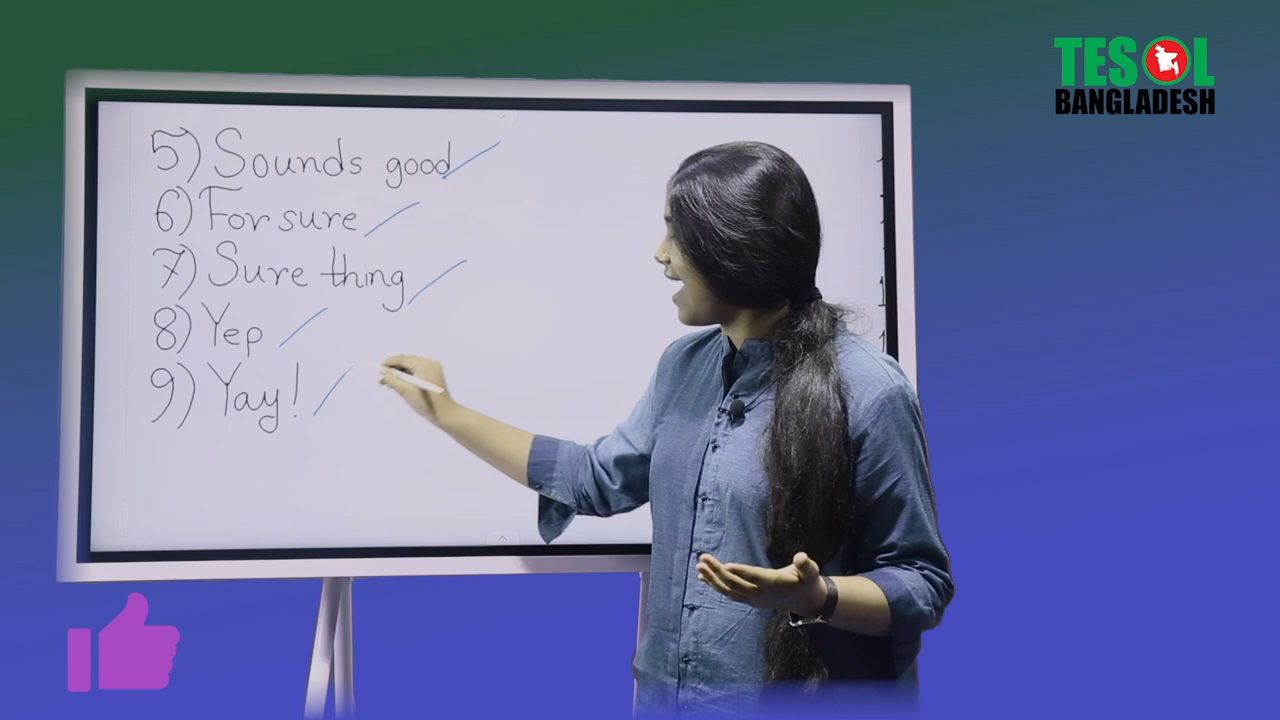 TESOL
BANGLADESH
5) Sounds good
6) For sure
7) Sure thing
8) Yep
9) Yay!